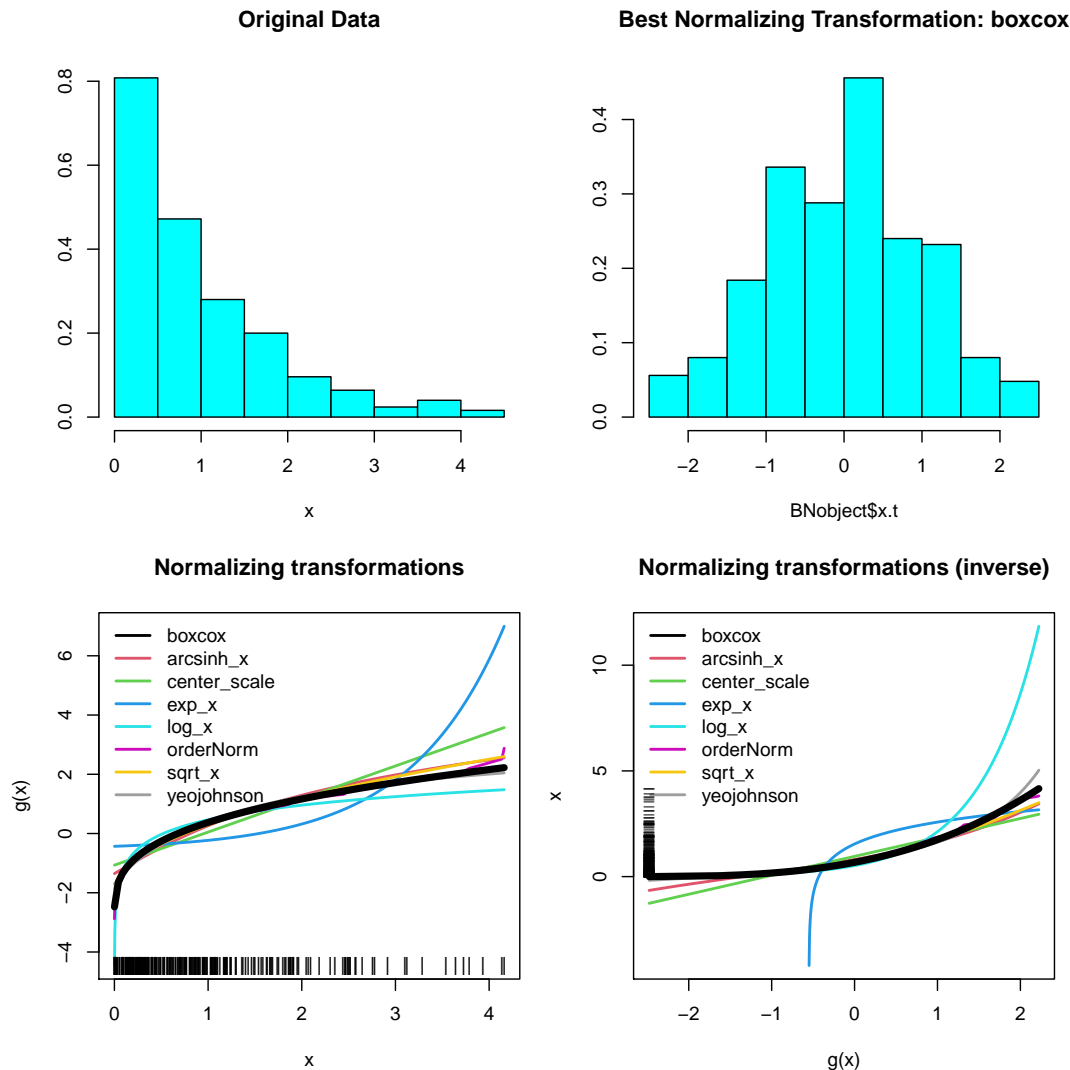 Original Data
0.0
0.2
0.4
0.6
0.8
0 1 2 3 4
x
Best Normalizing Transformation: boxcox
0.0
0.1
0.2
0.3
0.4
−2 −1 0 1 2
BNobject$x.t
Normalizing transformations
g(x)
−4
−2
0
2
4
6
boxcox
arcsinh_x
center_scale
exp_x
log_x
orderNorm
sqrt_x
yeojohnson
0 1 2 3 4
x
Normalizing transformations (inverse)
x
0
5
10
boxcox
arcsinh_x
center_scale
exp_x
log_x
orderNorm
sqrt_x
yeojohnson
−2 −1 0 1 2
g(x)